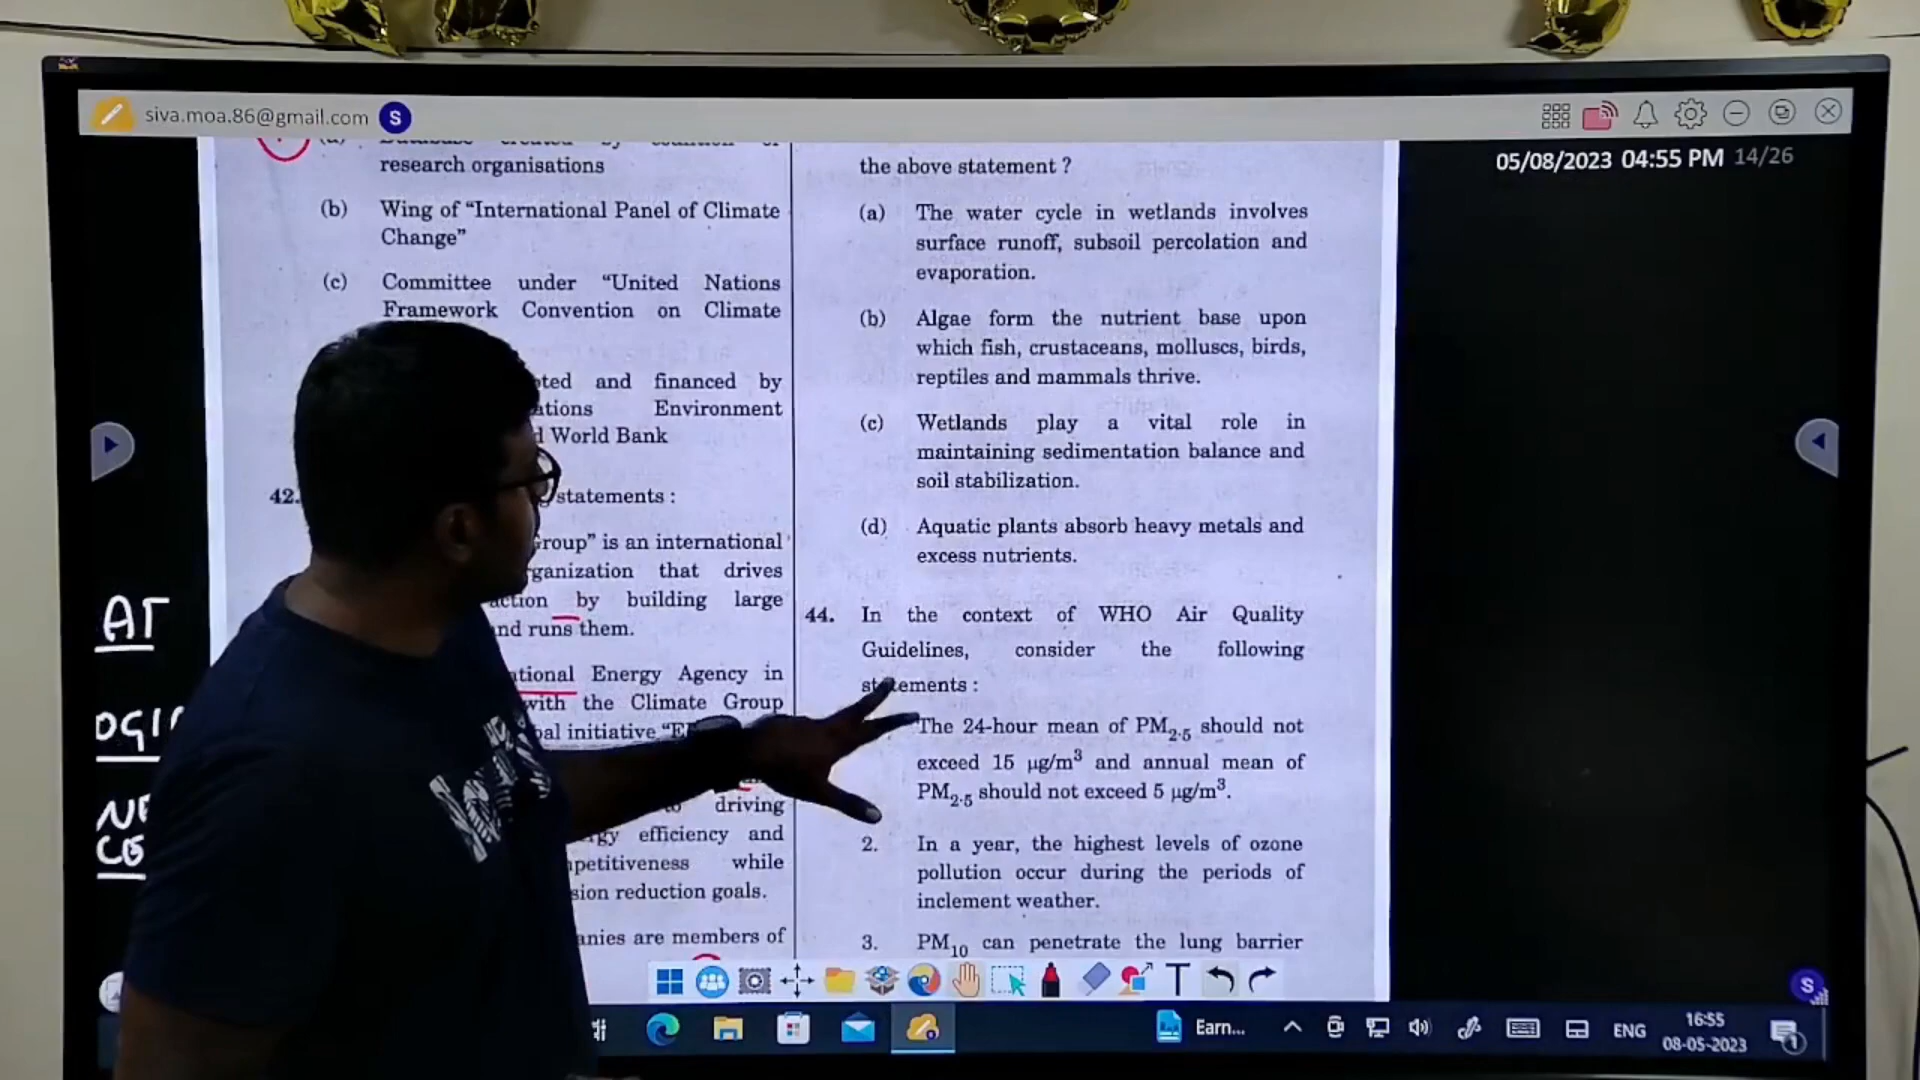 siva.moa.86@gmail.com S
05/08/2023 04:55 PM 14/26
research organisations
(b) Wing of “International Panel of Climate
Change”
(c) Committee under “United Nations
Framework Convention on Climate
and financed by
Environment
World Bank
42. statements :
Group” is an international
that drives
action by building large
and runs them.
Energy Agency in
with the Climate Group
initiative
driving
efficiency and
while
reduction goals.
are members of
the above statement ?
(a) The water cycle in wetlands involves
surface runoff, subsoil percolation and
evaporation.
(b) Algae form the nutrient base upon
which fish, crustaceans, molluscs, birds,
reptiles and mammals thrive.
(c) Wetlands play a vital role in
maintaining sedimentation balance and
soil stabilization.
(d) Aquatic plants absorb heavy metals and
excess nutrients.
44. In the context of WHO Air Quality
Guidelines, consider the following
statements :
The 24-hour mean of PM2·5 should not
exceed 15 µg/m³ and annual mean of
PM2·5 should not exceed 5 µg/m³.
2. In a year, the highest levels of ozone
pollution occur during the periods of
inclement weather.
3. PM10 can penetrate the lung barrier
AT
T
S
Earn...
ENG
16:55
08-05-2023
1